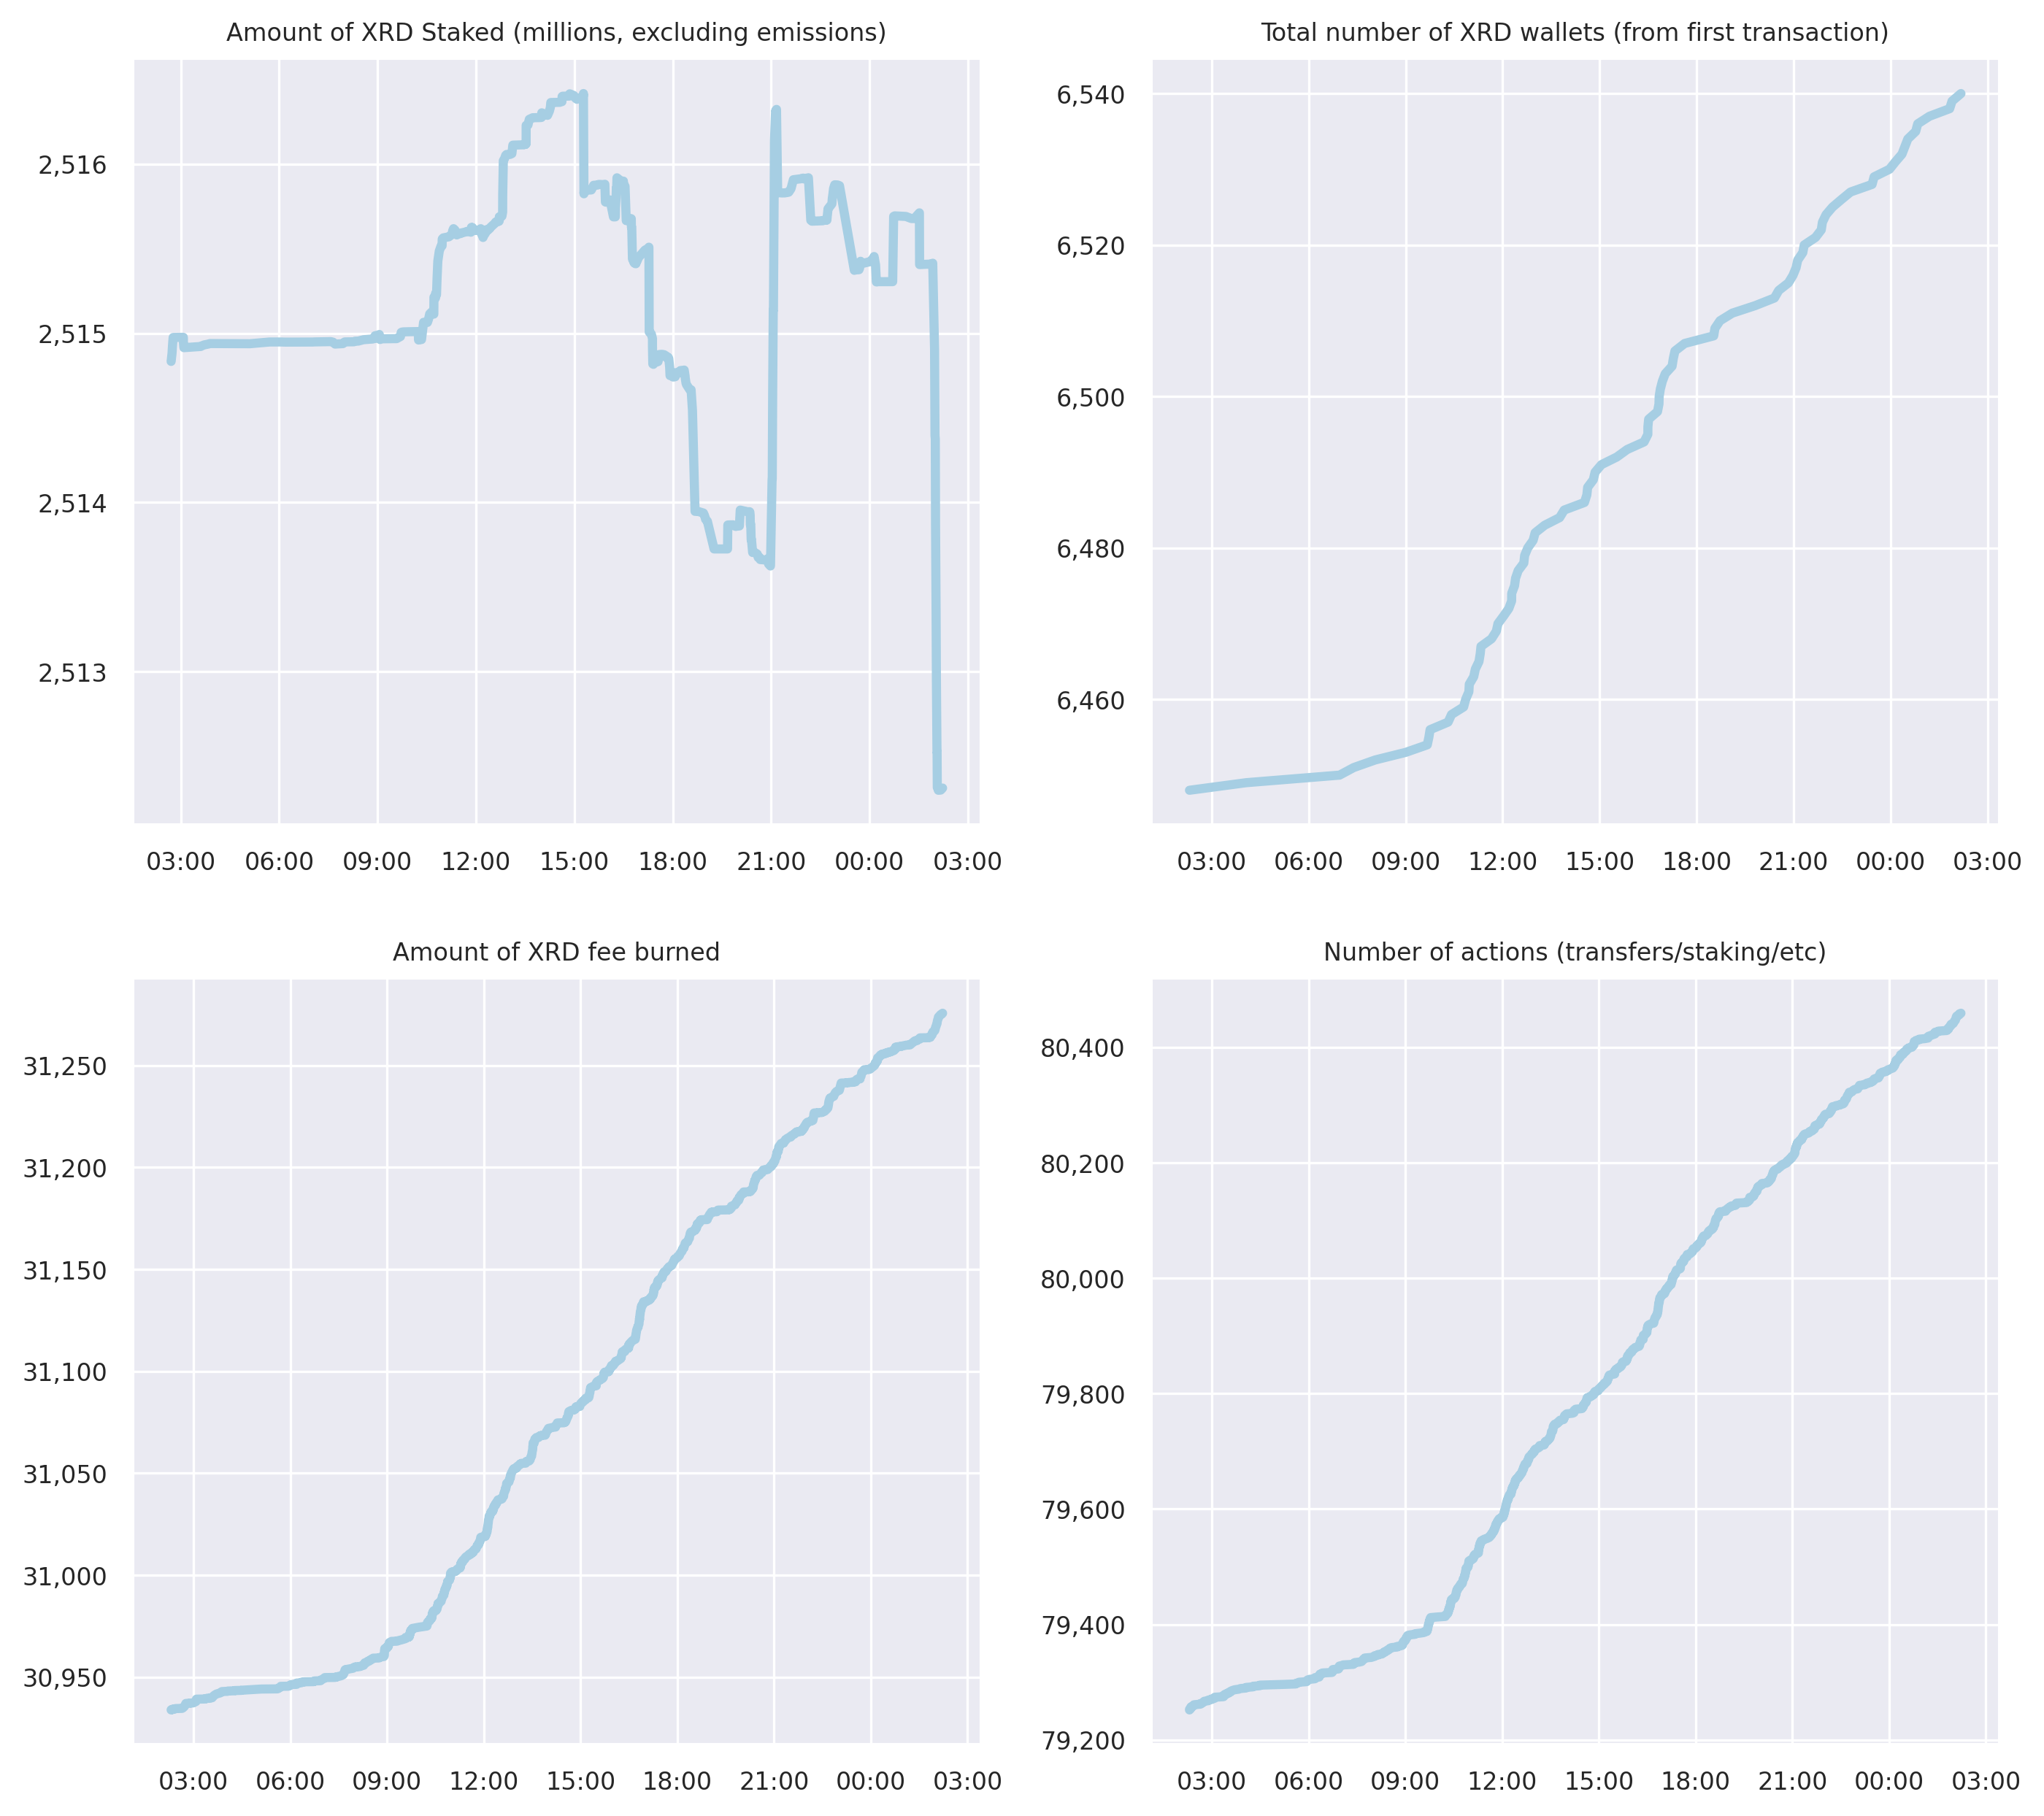 Amount of XRD Staked (millions, excluding emissions)
2,516
2,515
2,514
2,513
03:00 06:00 09:00 12:00 15:00 18:00 21:00 00:00 03:00
Total number of XRD wallets (from first transaction)
6,540
6,520
6,500
6,480
6,460
03:00 06:00 09:00 12:00 15:00 18:00 21:00 00:00 03:00
Amount of XRD fee burned
31,250
31,200
31,150
31,100
31,050
31,000
30,950
03:00 06:00 09:00 12:00 15:00 18:00 21:00 00:00 03:00
Number of actions (transfers/staking/etc)
80,400
80,200
80,000
79,800
79,600
79,400
79,200
03:00 06:00 09:00 12:00 15:00 18:00 21:00 00:00 03:00